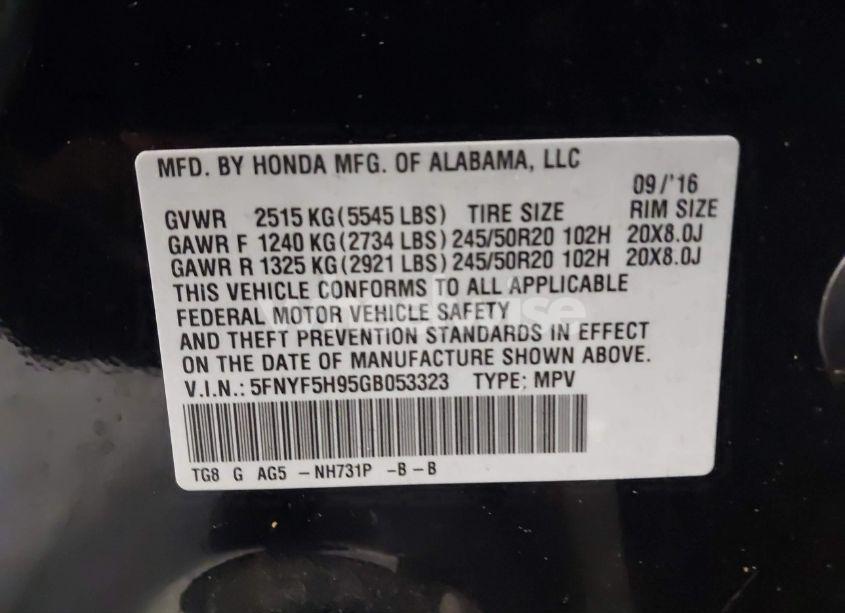 MFD. BY HONDA MFG. OF ALABAMA, LLC
09/'16
GVWR 2515 KG(5545 LBS) TIRE SIZE RIM SIZE
GAWR F 1240 KG(2734 LBS) 245/50R20 102H 20X8.0J
GAWR R 1325 KG(2921 LBS) 245/50R20 102H 20X8.0J
THIS VEHICLE CONFORMS TO ALL APPLICABLE
FEDERAL MOTOR VEHICLE SAFETY
AND THEFT PREVENTION STANDARDS IN EFFECT
ON THE DATE OF MANUFACTURE SHOWN ABOVE.
V.I.N.: 5FNYF5H95GB053323 TYPE: MPV
TG8 G AG5 -NH731P -B-B